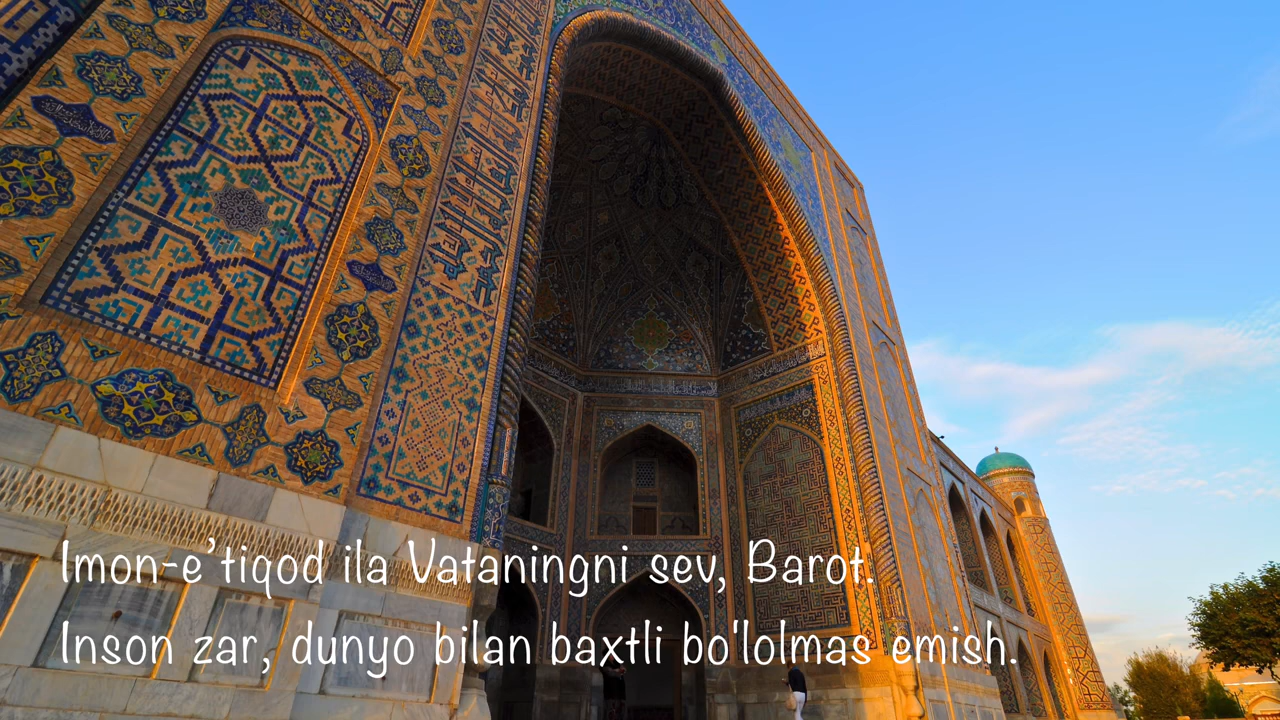 Imon-e’tiqod ila Vataningni sev, Barot.
Inson zar, dunyo bilan baxtli bo'lolmas emish.